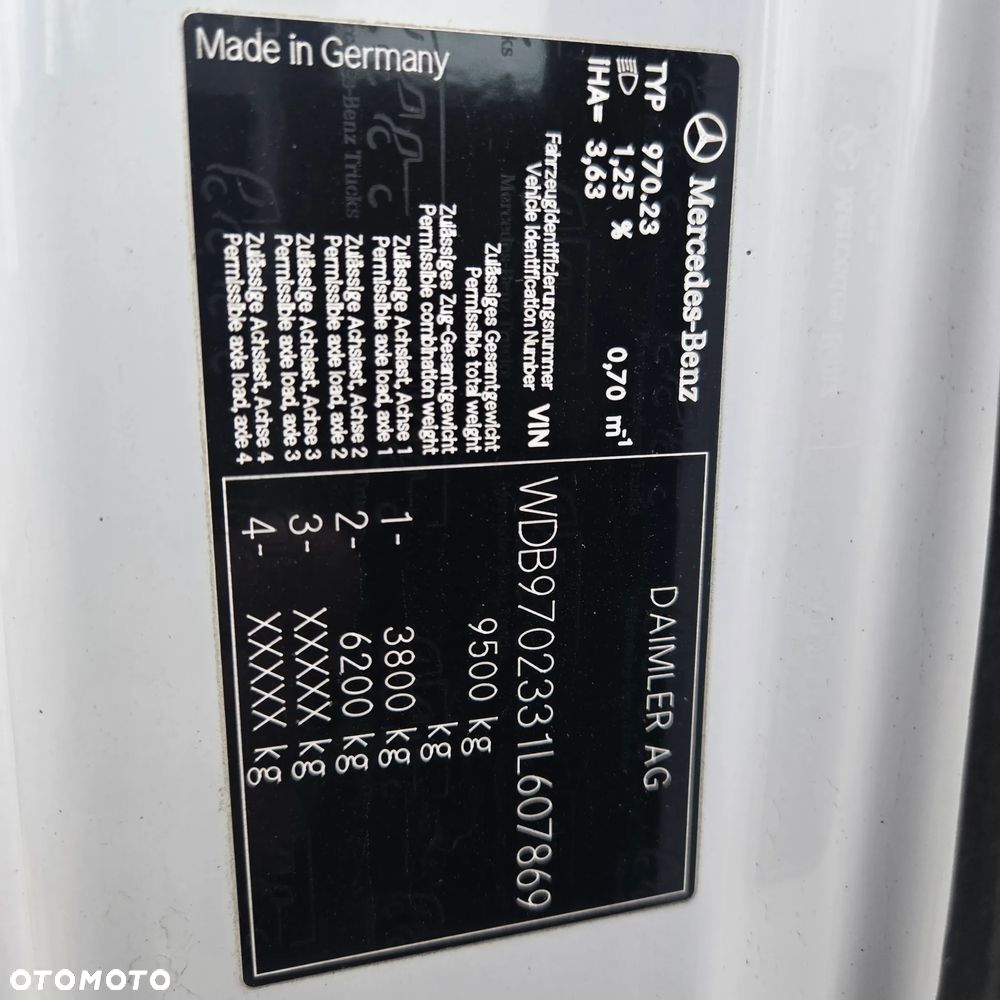 Mercedes-Benz
DAIMLER AG
TYP 970.23
1,25 % 0,70 m⁻¹
iHA= 3,63
Fahrzeugidentifizierungsnummer
Vehicle Identification Number VIN WDB9702331L607869
Zulässiges Gesamtgewicht
Permissible total weight 9500 kg
Zulässiges Zug-Gesamtgewicht
Permissible combination weight kg
Zulässige Achslast, Achse 1
Permissible axle load, axle 1 1- 3800 kg
Zulässige Achslast, Achse 2
Permissible axle load, axle 2 2- 6200 kg
Zulässige Achslast, Achse 3
Permissible axle load, axle 3 3- XXXXX kg
Zulässige Achslast, Achse 4
Permissible axle load, axle 4 4- XXXXX kg
Made in Germany
OTOMOTO